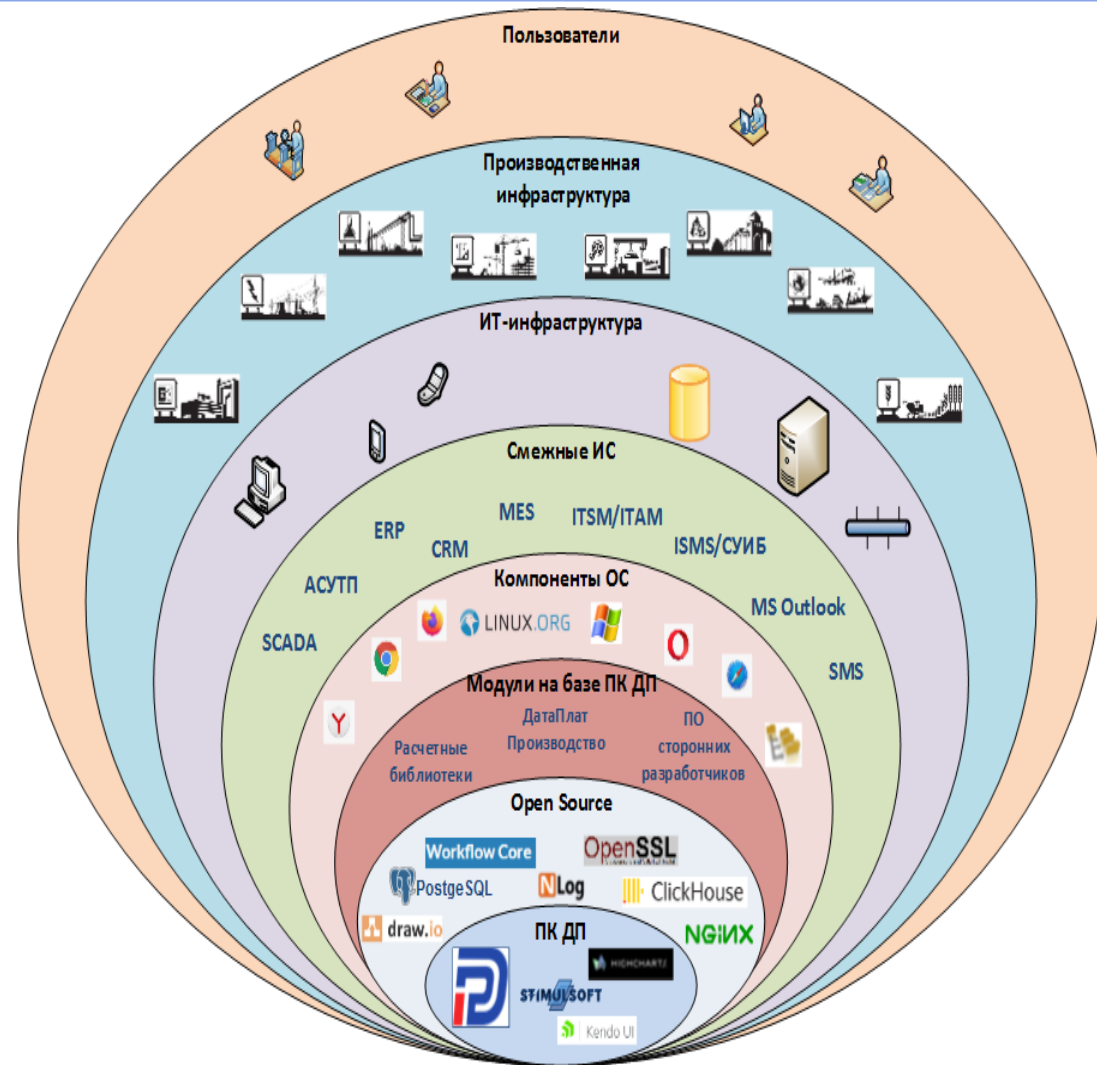 Пользователи
Производственная
инфраструктура
ИТ-инфраструктура
Смежные ИС
MES
ITSM/ITAM
ERP
CRM
ISMS/СУИБ
АСУТП
MS Outlook
SCADA
SMS
Компоненты ОС
LINUX.ORG
Модули на базе ПК ДП
Расчетные
библиотеки
ДатаПлат
Производство
ПО
сторонних
разработчиков
Open Source
Workflow Core
OpenSSL
PostgeSQL
NLog
ClickHouse
draw.io
NGiNX
ПК ДП
HIGHCHARTS
STIMULSOFT
Kendo UI